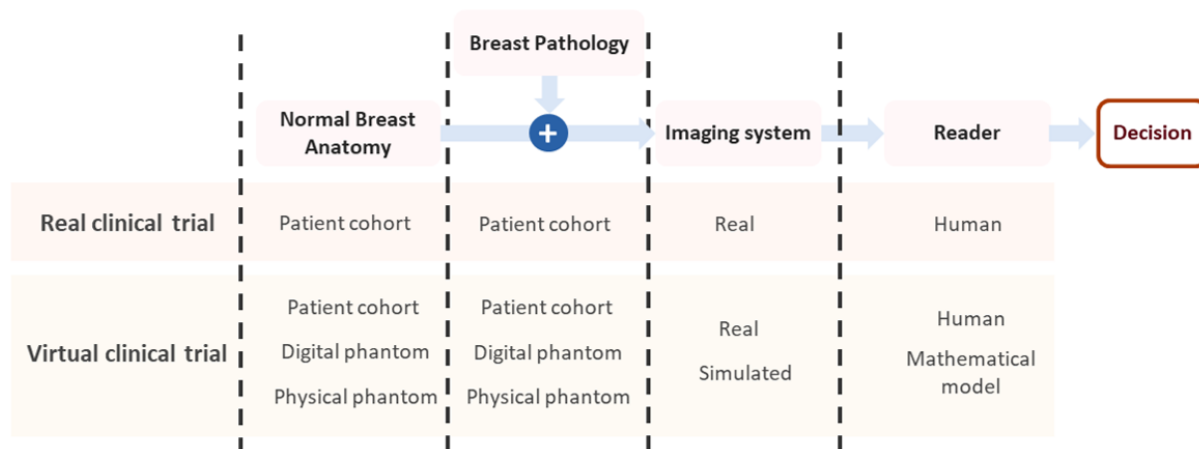 Breast Pathology
Normal Breast
Anatomy
+
Imaging system
Reader
Decision
Real clinical trial
Patient cohort
Patient cohort
Real
Human
Virtual clinical trial
Patient cohort
Digital phantom
Physical phantom
Patient cohort
Digital phantom
Physical phantom
Real
Simulated
Human
Mathematical
model